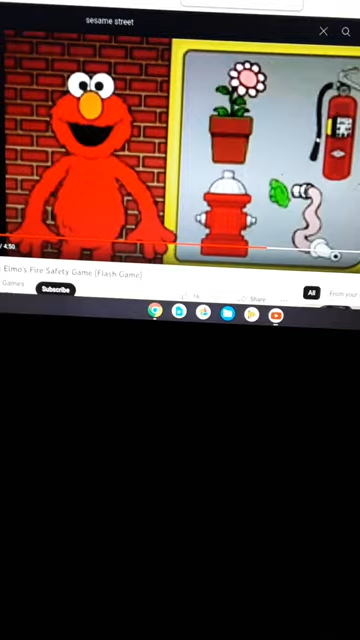 sesame street
/ 4:50
Elmo's Fire Safety Game [Flash Game]
Games
Subscribe
Share
...
All
From your